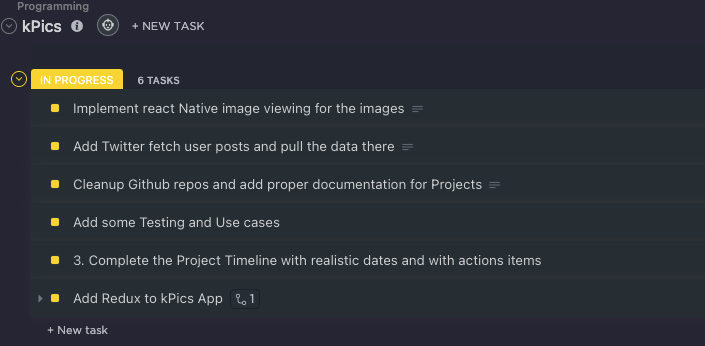 Programming
kPics + NEW TASK
IN PROGRESS 6 TASKS
Implement react Native image viewing for the images
Add Twitter fetch user posts and pull the data there
Cleanup Github repos and add proper documentation for Projects
Add some Testing and Use cases
3. Complete the Project Timeline with realistic dates and with actions items
Add Redux to kPics App 1
+ New task